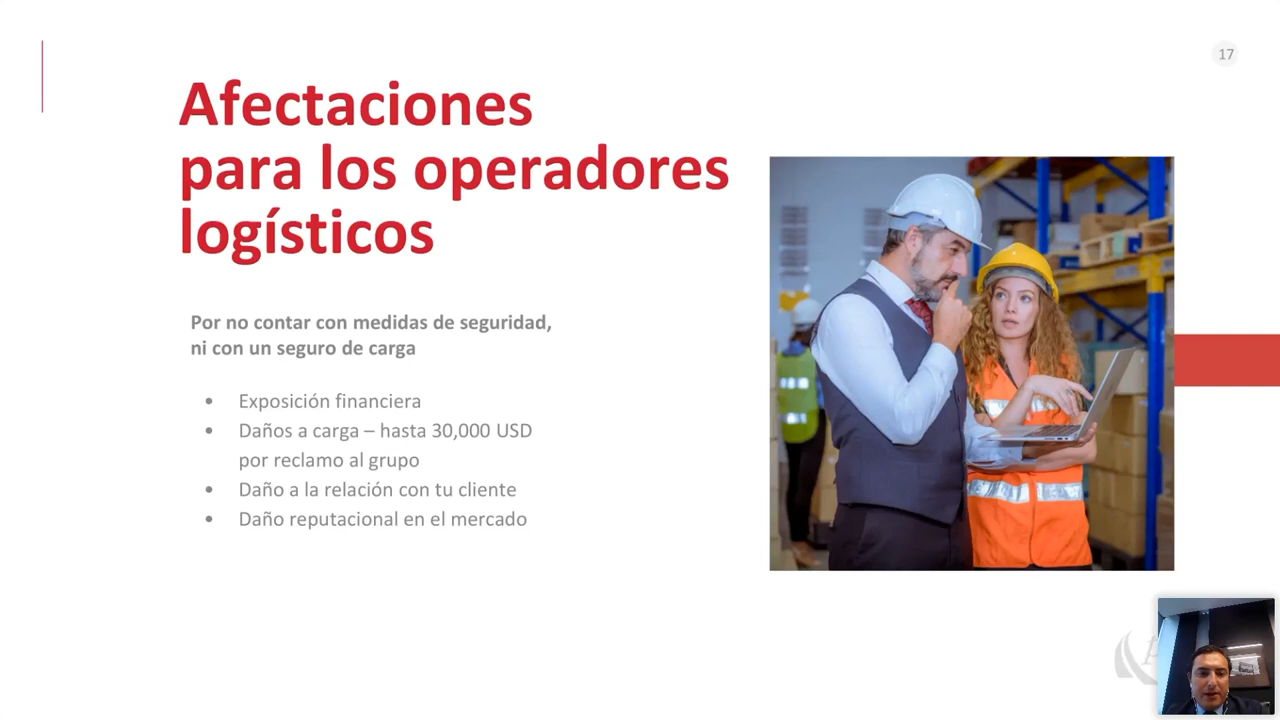 17
Afectaciones
para los operadores
logísticos
Por no contar con medidas de seguridad,
ni con un seguro de carga
• Exposición financiera
• Daños a carga – hasta 30,000 USD
por reclamo al grupo
• Daño a la relación con tu cliente
• Daño reputacional en el mercado